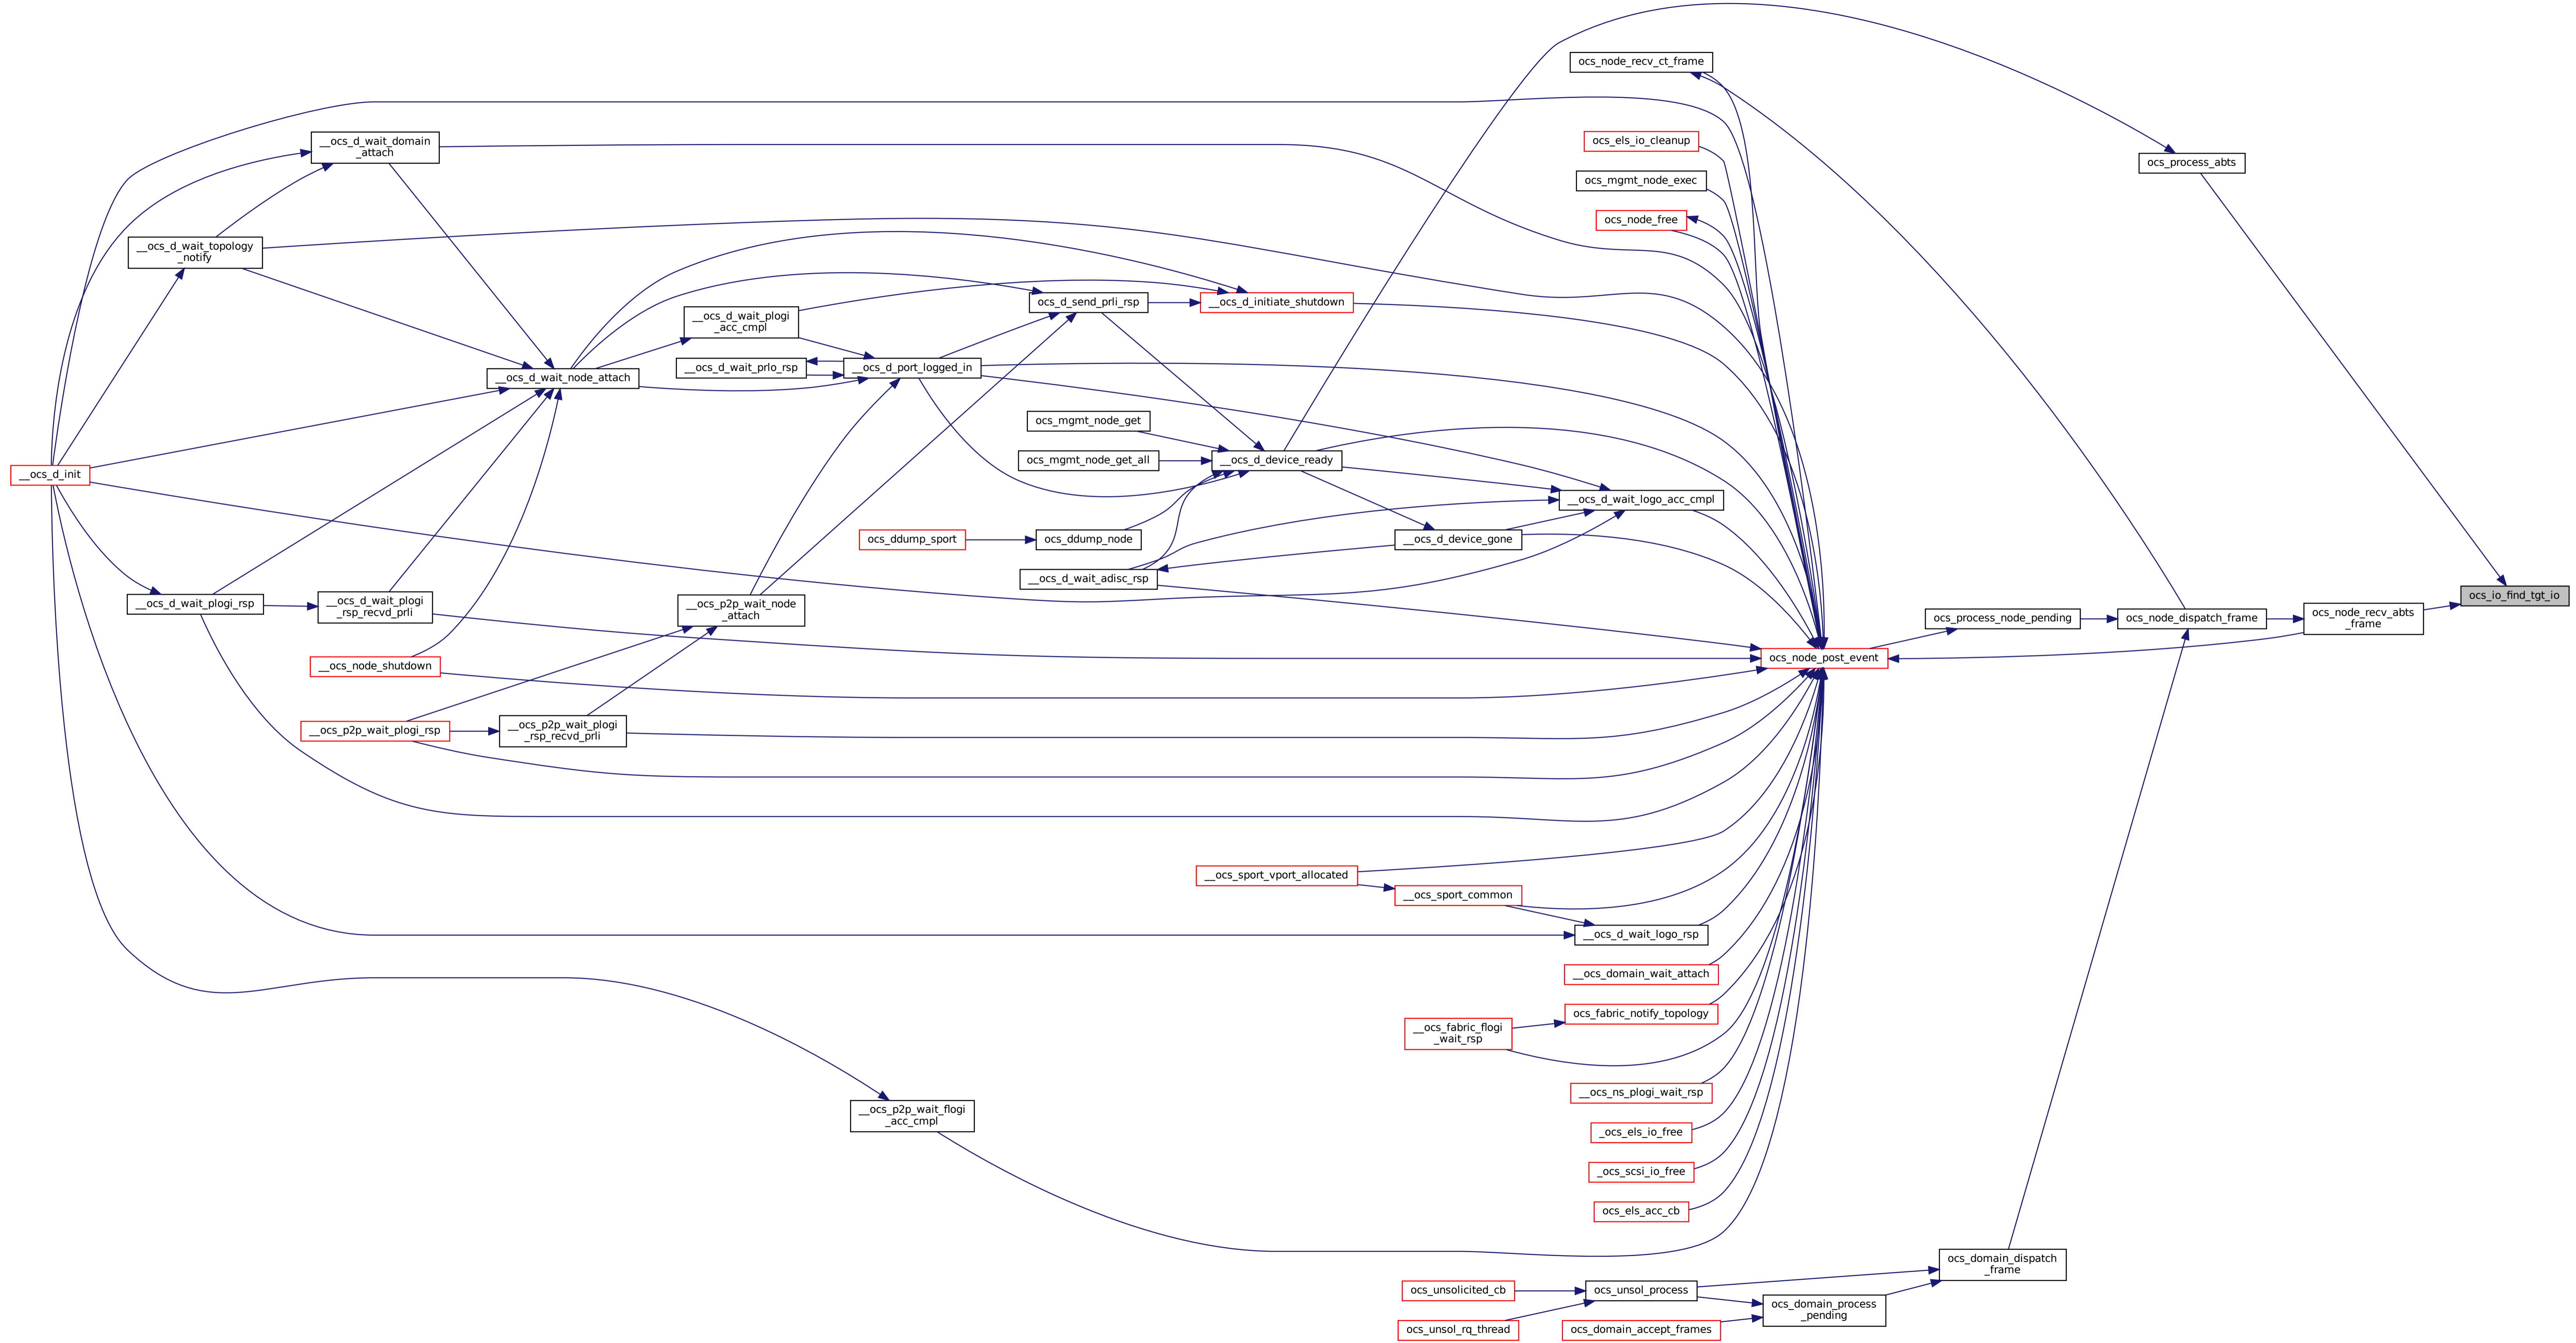 ocs_node_recv_ct_frame
ocs_els_io_cleanup
__ocs_d_wait_domain
_attach
ocs_process_abts
ocs_mgmt_node_exec
ocs_node_free
__ocs_d_wait_topology
_notify
ocs_d_send_prli_rsp
__ocs_d_initiate_shutdown
__ocs_d_wait_plogi
_acc_cmpl
__ocs_d_wait_prlo_rsp
__ocs_d_port_logged_in
__ocs_d_wait_node_attach
ocs_mgmt_node_get
ocs_mgmt_node_get_all
__ocs_d_device_ready
__ocs_d_init
__ocs_d_wait_logo_acc_cmpl
ocs_ddump_sport
ocs_ddump_node
__ocs_d_device_gone
__ocs_d_wait_adisc_rsp
ocs_io_find_tgt_io
__ocs_d_wait_plogi_rsp
__ocs_d_wait_plogi
_rsp_recvd_prli
__ocs_p2p_wait_node
_attach
ocs_process_node_pending
ocs_node_dispatch_frame
ocs_node_recv_abts
_frame
ocs_node_post_event
__ocs_node_shutdown
__ocs_p2p_wait_plogi_rsp
__ocs_p2p_wait_plogi
_rsp_recvd_prli
__ocs_sport_vport_allocated
__ocs_sport_common
__ocs_d_wait_logo_rsp
__ocs_domain_wait_attach
ocs_fabric_notify_topology
__ocs_fabric_flogi
_wait_rsp
__ocs_ns_plogi_wait_rsp
__ocs_p2p_wait_flogi
_acc_cmpl
_ocs_els_io_free
_ocs_scsi_io_free
ocs_els_acc_cb
ocs_domain_dispatch
_frame
ocs_unsolicited_cb
ocs_unsol_process
ocs_domain_process
_pending
ocs_unsol_rq_thread
ocs_domain_accept_frames